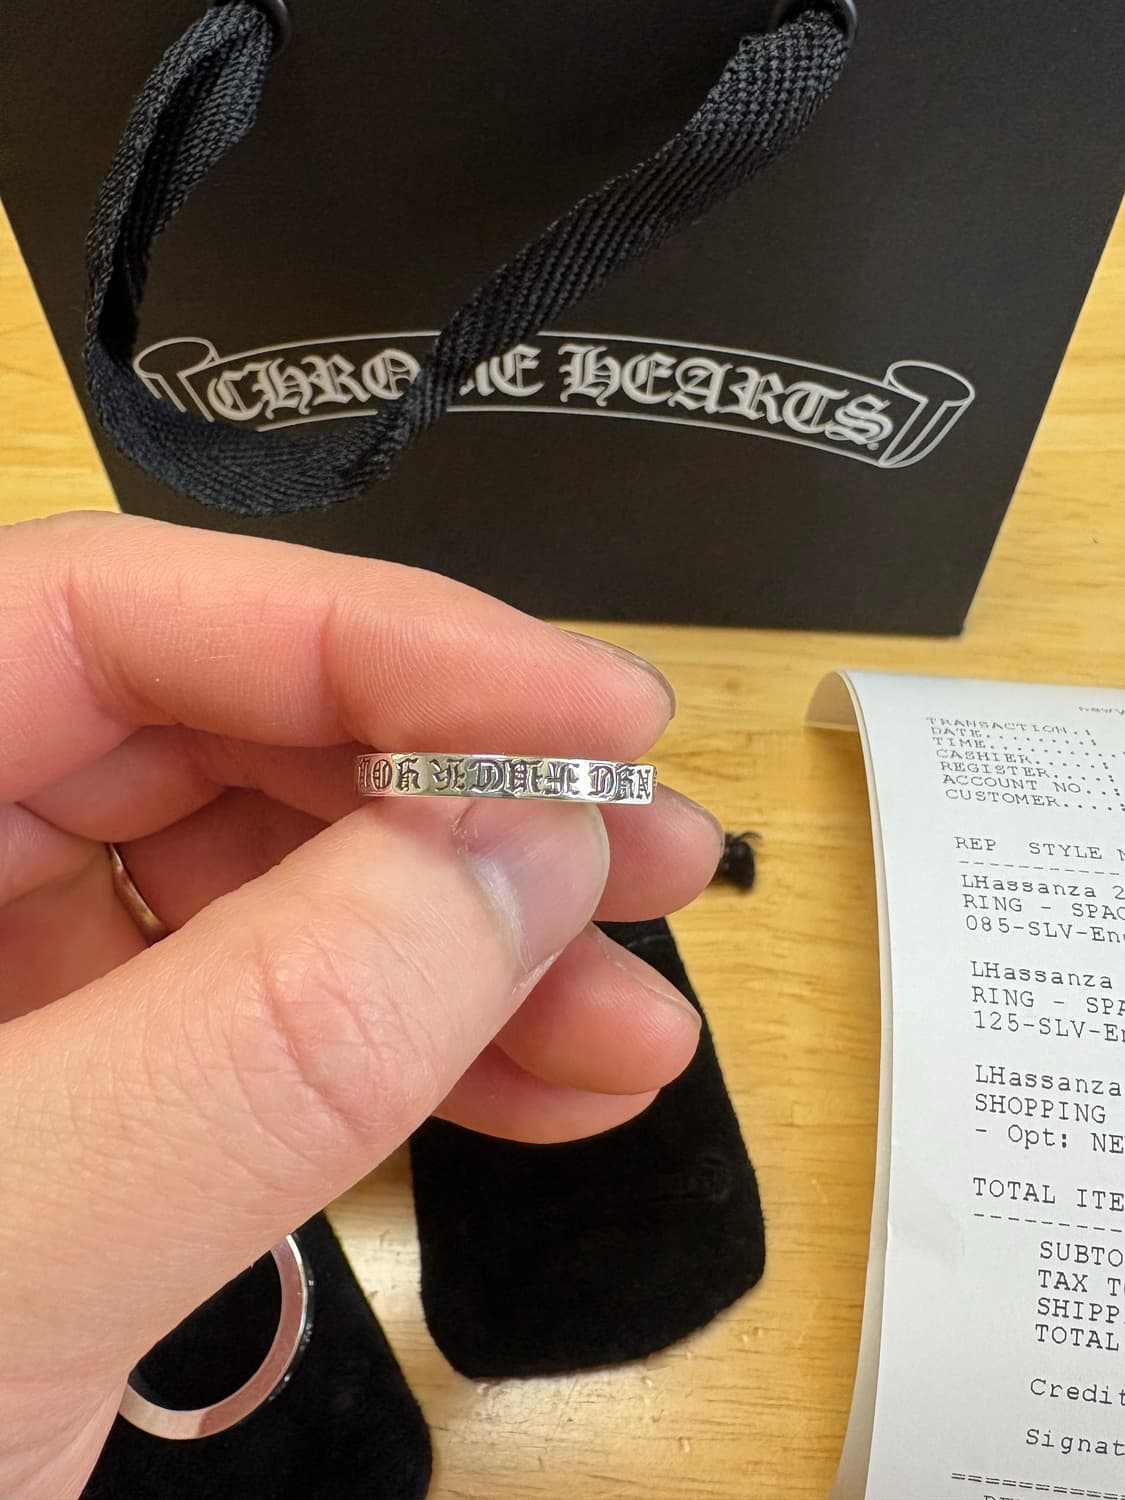 CHROME HEARTS
TRANSACTION.:
DATE..........:
TIME..........
CASHIER......:
REGISTER....:
ACCOUNT NO..:
CUSTOMER....:
REP STYLE
LHassanza 2
RING - SPA
085-SLV-En
LHassanza
RING - SPA
125-SLV-En
LHassanza
SHOPPING
- Opt: NE
TOTAL ITE
SUBTO
TAX T
SHIPP
TOTAL
Credit
Signat